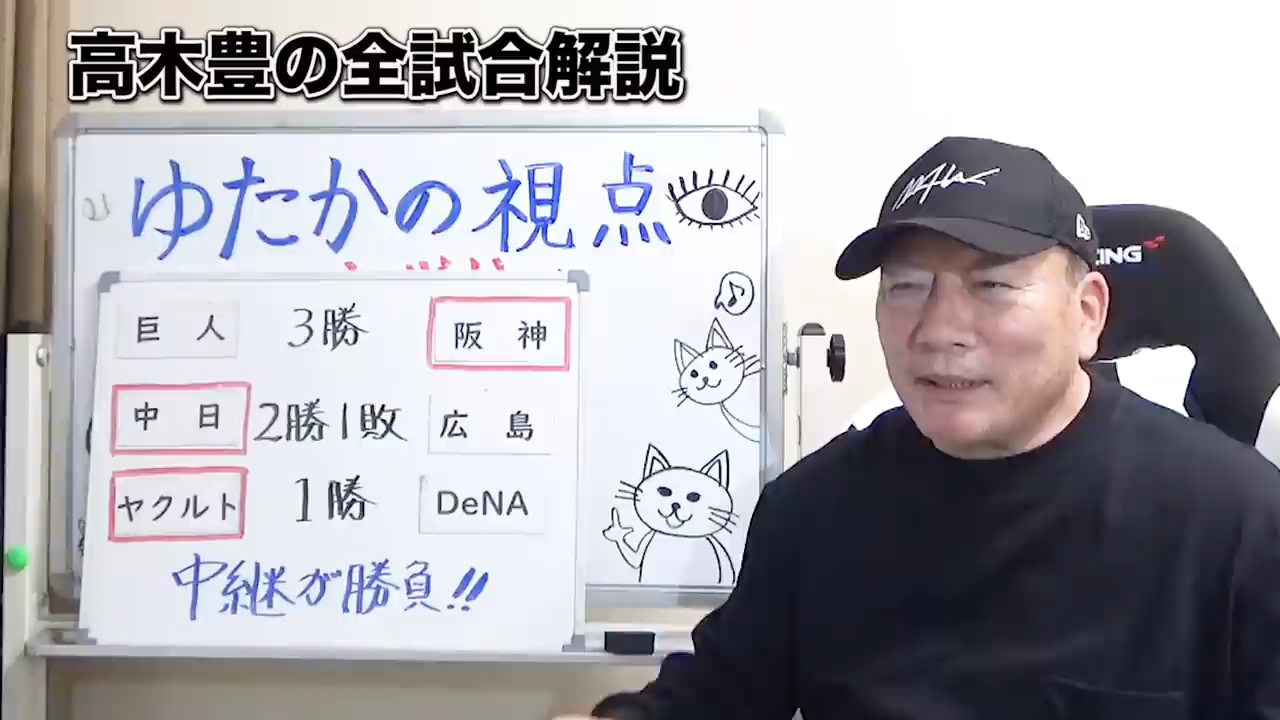 高木豊の全試合解説
ゆたかの視点
巨人 3勝 阪神
中日 2勝1敗 広島
ヤクルト 1勝 DeNA
中継が勝負!!
CING